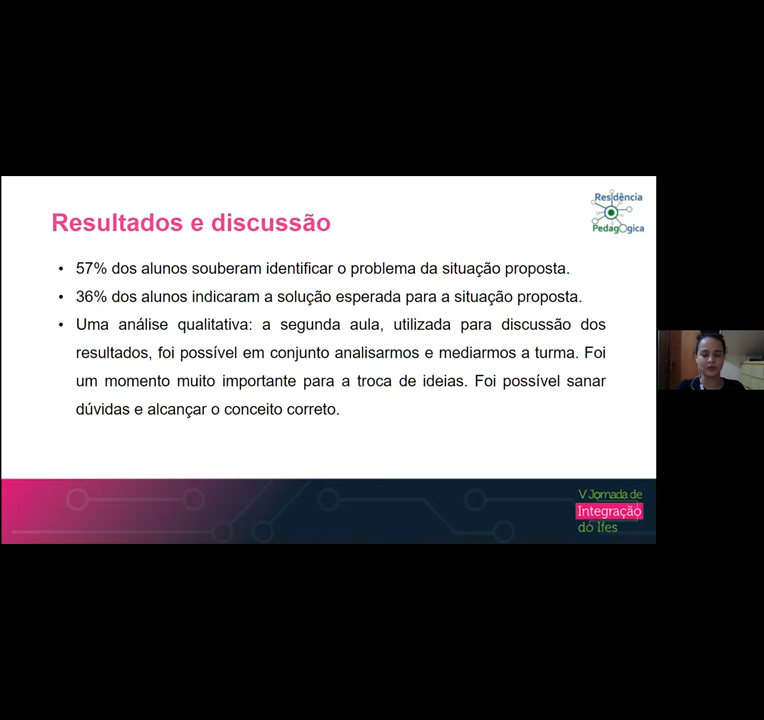 Residência
Pedagógica
Resultados e discussão
• 57% dos alunos souberam identificar o problema da situação proposta.
• 36% dos alunos indicaram a solução esperada para a situação proposta.
• Uma análise qualitativa: a segunda aula, utilizada para discussão dos
resultados, foi possível em conjunto analisarmos e mediarmos a turma. Foi
um momento muito importante para a troca de ideias. Foi possível sanar
dúvidas e alcançar o conceito correto.
V Jornada de
Integração
do Ifes